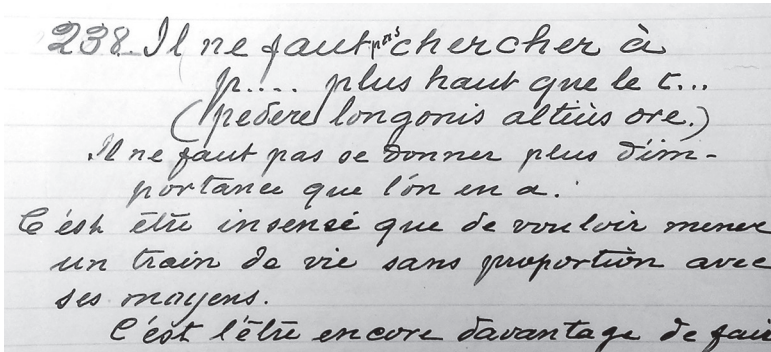 238. Il ne faut pas chercher à
p.... plus haut que le c...
(pedere longonis altiùs ore.)
Il ne faut pas se donner plus d'im-
portance que l'on en a.
C'est être insensé que de vouloir mener
un train de vie sans proportion avec
ses moyens.
C'est l'être encore davantage de fair